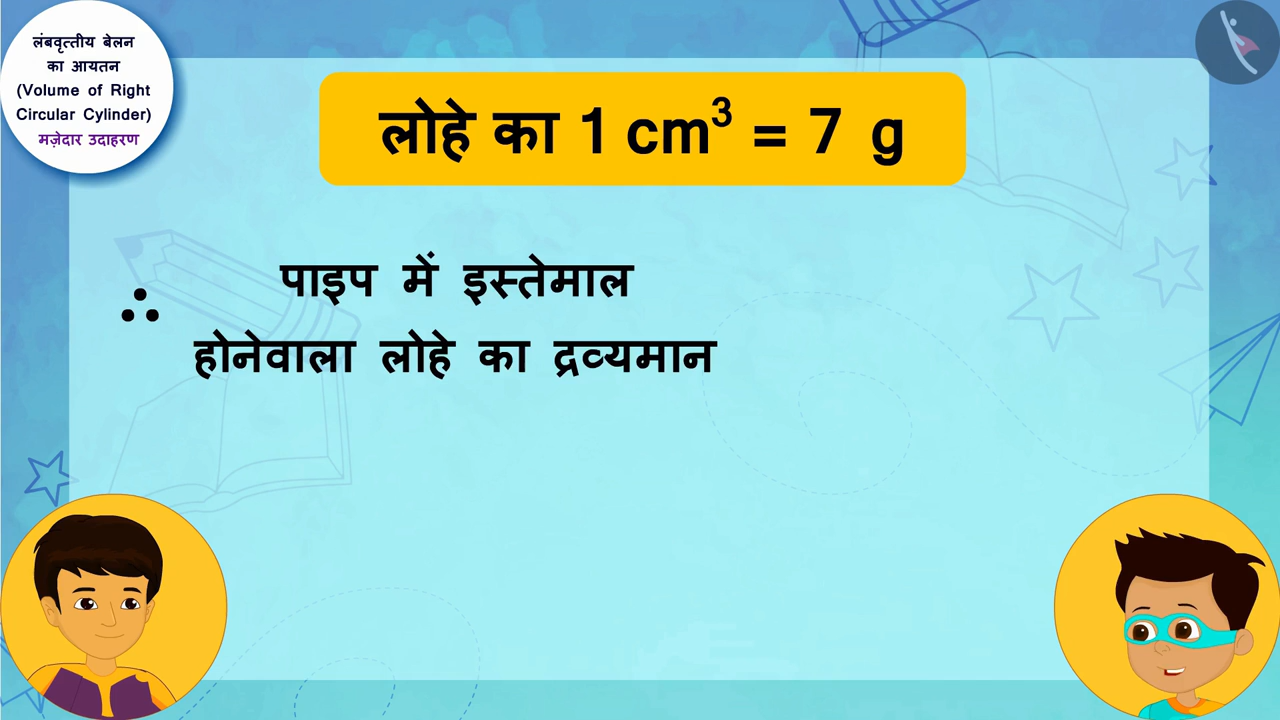 लंबवृत्तीय बेलन
का आयतन
(Volume of Right
Circular Cylinder)
मज़ेदार उदाहरण
लोहे का 1 cm³ = 7 g
∴ पाइप में इस्तेमाल
होनेवाला लोहे का द्रव्यमान